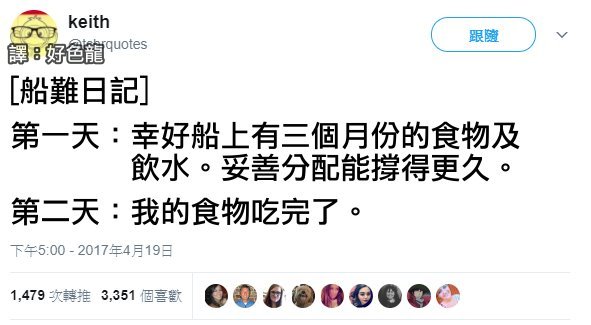 keith
@tchrquotes
譯：好色龍
跟隨
[船難日記]
第一天：幸好船上有三個月份的食物及
飲水。妥善分配能撐得更久。
第二天：我的食物吃完了。
下午5:00 - 2017年4月19日
1,479 次轉推 3,351 個喜歡